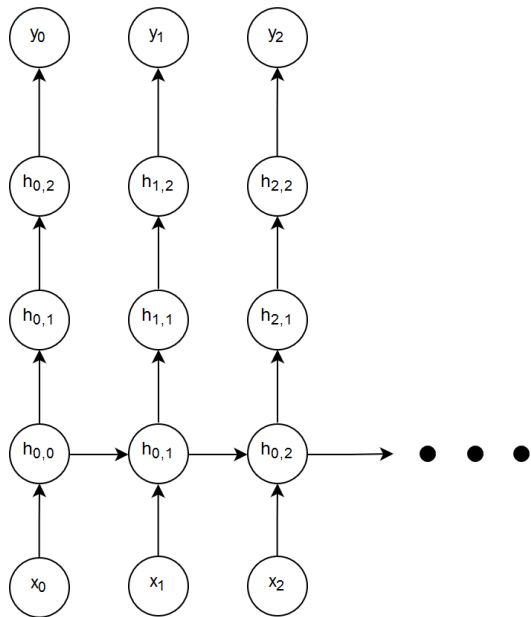 y0 y1 y2
h0,2 h1,2 h2,2
h0,1 h1,1 h2,1
h0,0 h0,1 h0,2
x0 x1 x2